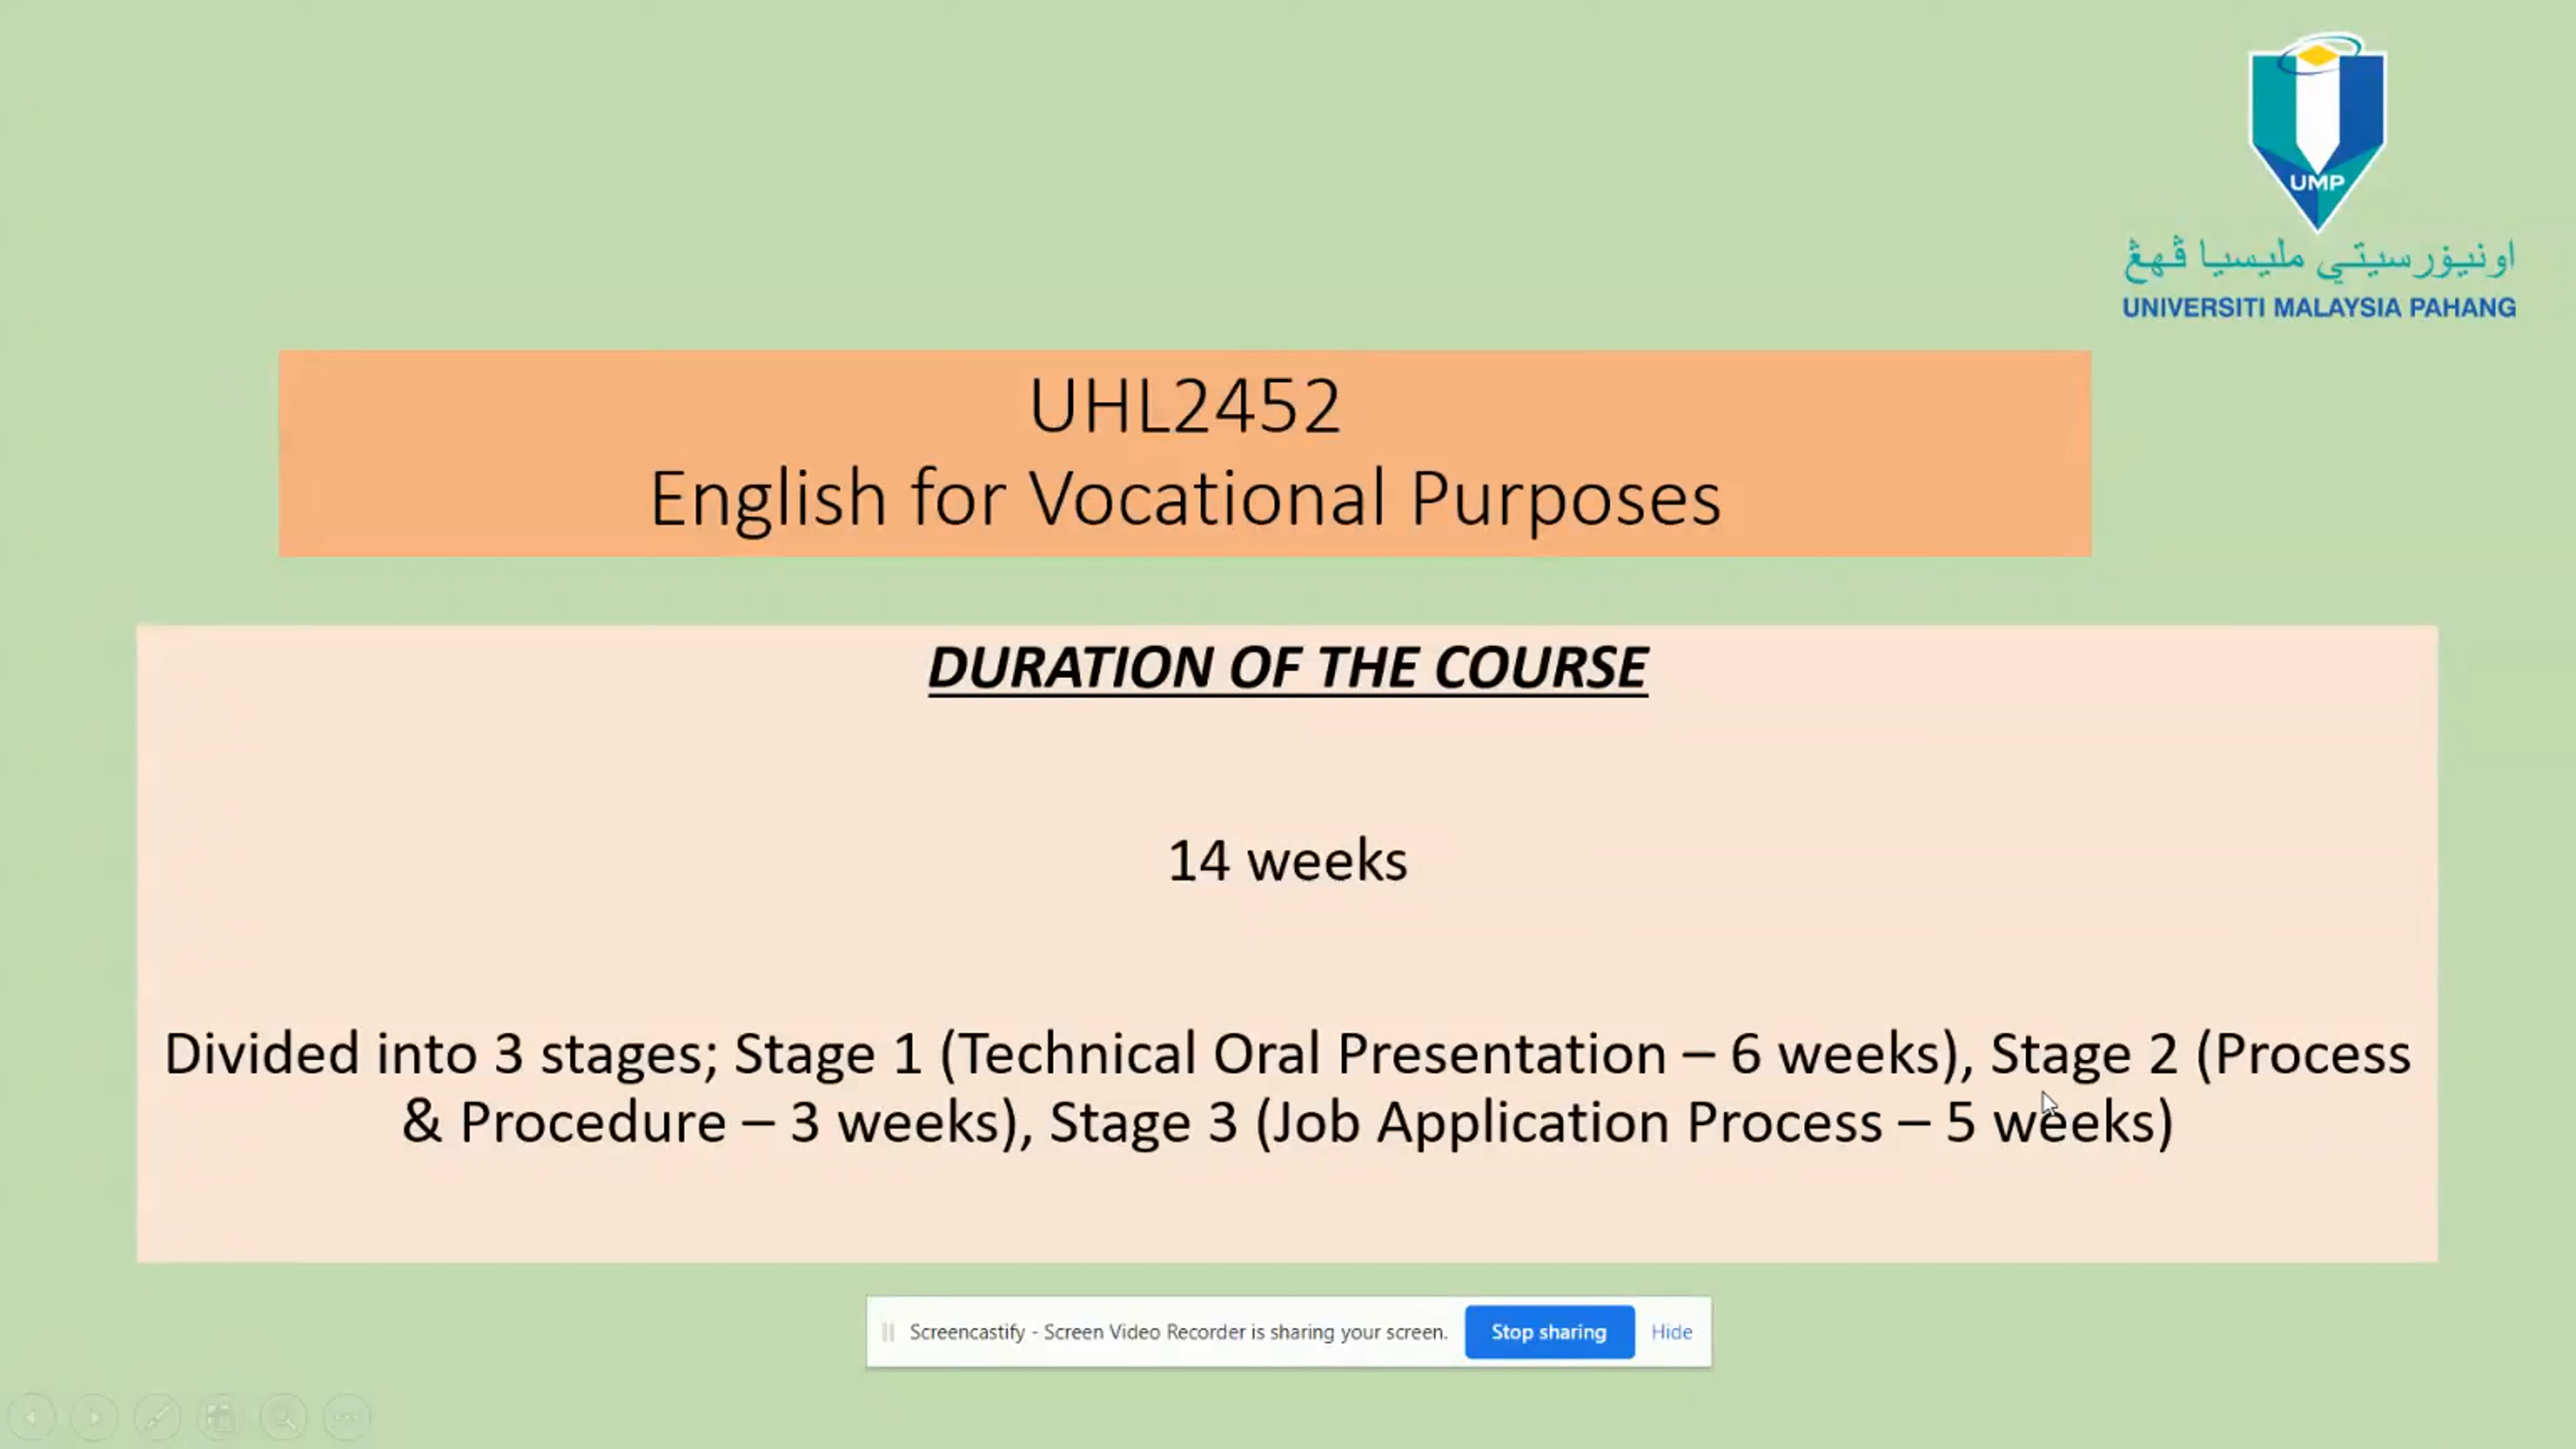 UMP
اونيۏرسيتي مليسيا ڤهڠ
UNIVERSITI MALAYSIA PAHANG
UHL2452
English for Vocational Purposes
DURATION OF THE COURSE
14 weeks
Divided into 3 stages; Stage 1 (Technical Oral Presentation – 6 weeks), Stage 2 (Process
& Procedure – 3 weeks), Stage 3 (Job Application Process – 5 weeks)
Screencastify - Screen Video Recorder is sharing your screen. Stop sharing Hide